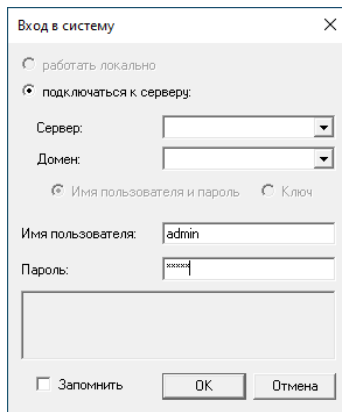 Вход в систему
работать локально
подключаться к серверу:
Сервер:
Домен:
Имя пользователя и пароль Ключ
Имя пользователя: admin
Пароль: xxxxx
Запомнить OK Отмена